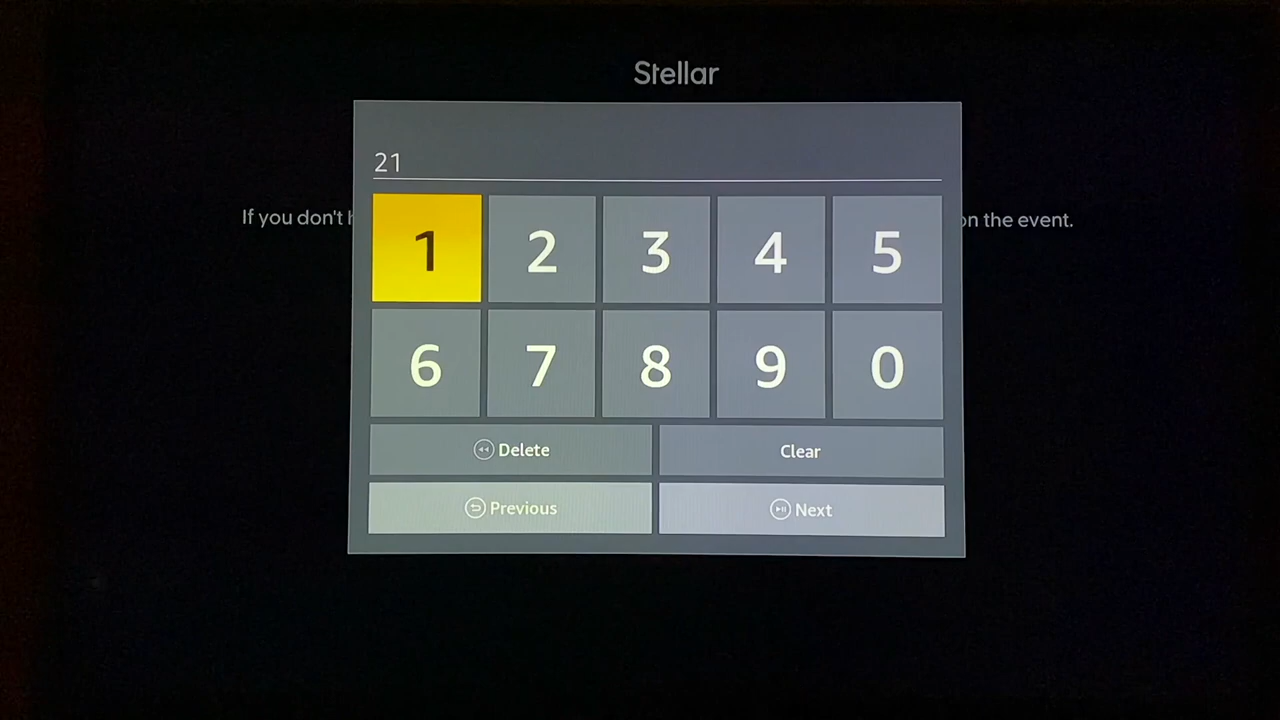 Stellar
21
If you don't
on the event.
1 2 3 4 5
6 7 8 9 0
Delete Clear
Previous Next